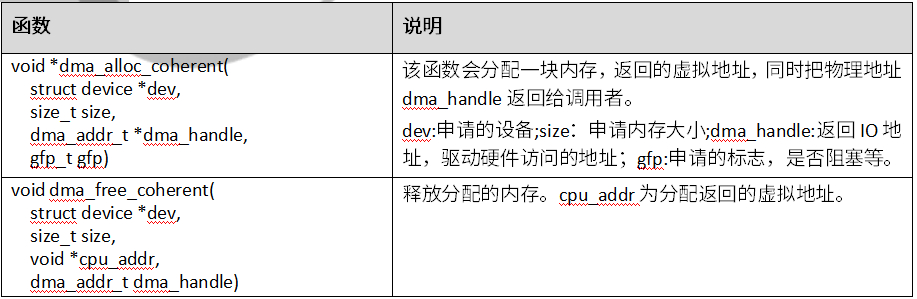 函数
说明
void *dma_alloc_coherent(
struct device *dev,
size_t size,
dma_addr_t *dma_handle,
gfp_t gfp)
该函数会分配一块内存，返回的虚拟地址，同时把物理地址
dma_handle 返回给调用者。
dev:申请的设备;size：申请内存大小;dma_handle:返回 IO 地
址，驱动硬件访问的地址；gfp:申请的标志，是否阻塞等。
void dma_free_coherent(
struct device *dev,
size_t size,
void *cpu_addr,
dma_addr_t dma_handle)
释放分配的内存。cpu_addr 为分配返回的虚拟地址。